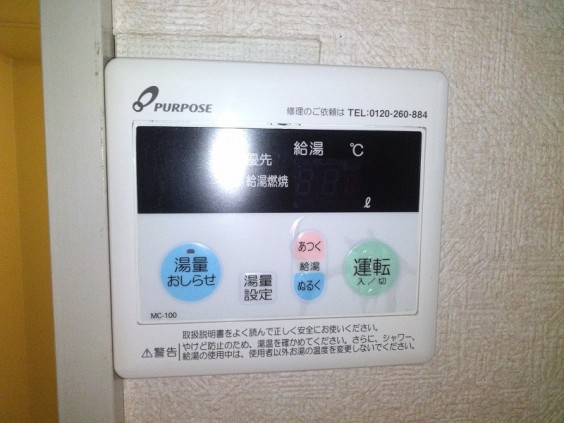 PURPOSE
修理のご依頼は TEL:0120-260-884
給湯 ℃
優先
給湯燃焼
ℓ
湯量
おしらせ
湯量
設定
あつく
給湯
ぬるく
運転
入/切
MC-100
取扱説明書をよく読んで正しく安全にお使いください。
⚠警告 やけど防止のため、湯温を確かめてください。さらに、シャワー、
給湯の使用中は、使用者以外お湯の温度を変更しないでください。